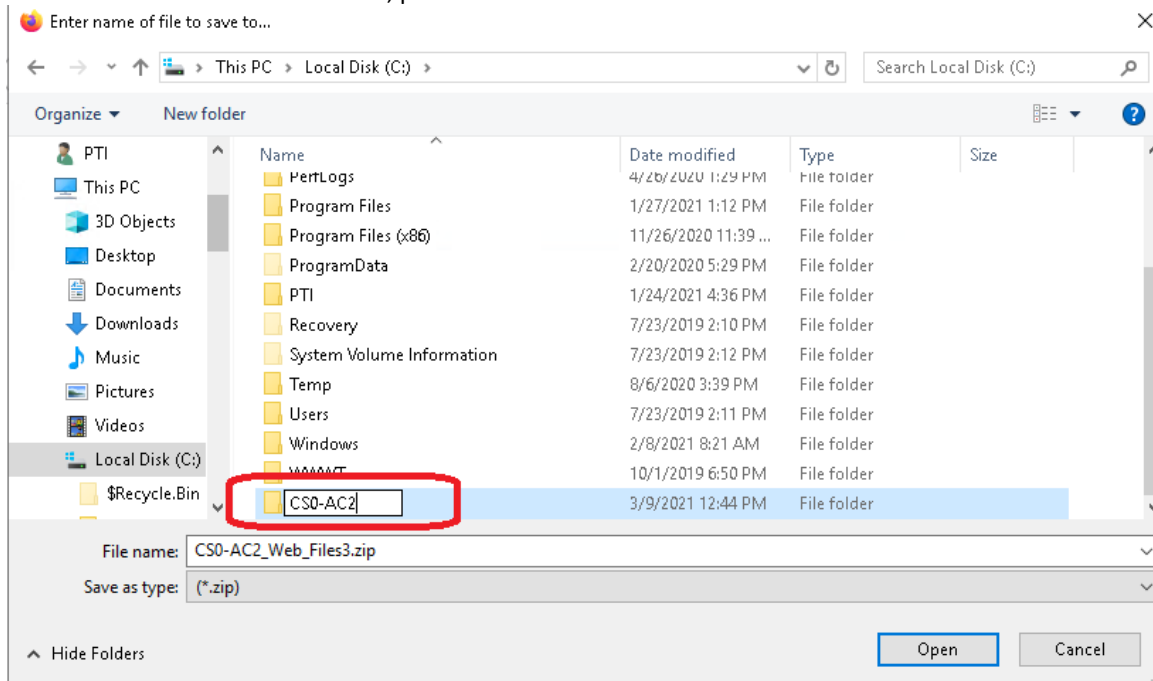 Enter name of file to save to...
This PC > Local Disk (C:) >
Search Local Disk (C:)
Organize
New folder
Name Date modified Type Size
PTI
This PC
3D Objects
Desktop
Documents
Downloads
Music
Pictures
Videos
Local Disk (C:)
$Recycle.Bin
PerfLogs 4/26/2020 1:29 PM File folder
Program Files 1/27/2021 1:12 PM File folder
Program Files (x86) 11/26/2020 11:39 ... File folder
ProgramData 2/20/2020 5:29 PM File folder
PTI 1/24/2021 4:36 PM File folder
Recovery 7/23/2019 2:10 PM File folder
System Volume Information 7/23/2019 2:12 PM File folder
Temp 8/6/2020 3:39 PM File folder
Users 7/23/2019 2:11 PM File folder
Windows 2/8/2021 8:21 AM File folder
10/1/2019 6:50 PM File folder
CS0-AC2 3/9/2021 12:44 PM File folder
File name: CS0-AC2_Web_Files3.zip
Save as type: (*.zip)
Hide Folders
Open
Cancel